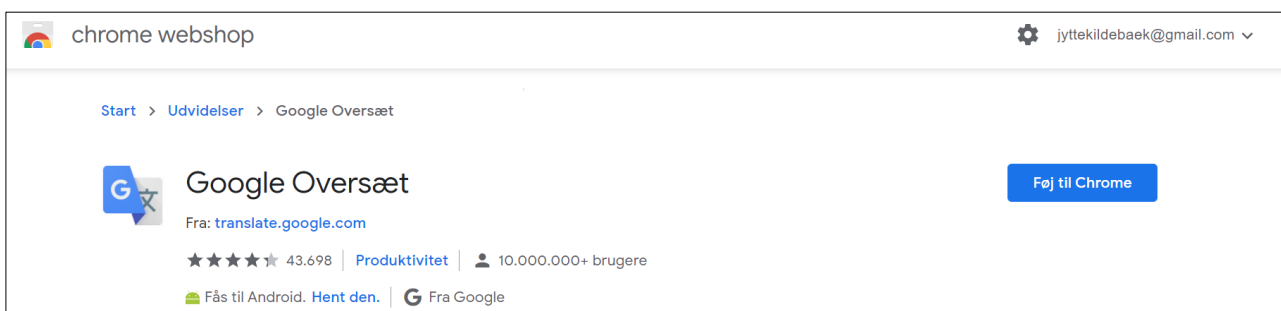 chrome webshop
jyttekildebaek@gmail.com
Start > Udvidelser > Google Oversæt
G 文
Google Oversæt
Føj til Chrome
Fra: translate.google.com
43.698 | Produktivitet | 10.000.000+ brugere
Fås til Android. Hent den. | G Fra Google